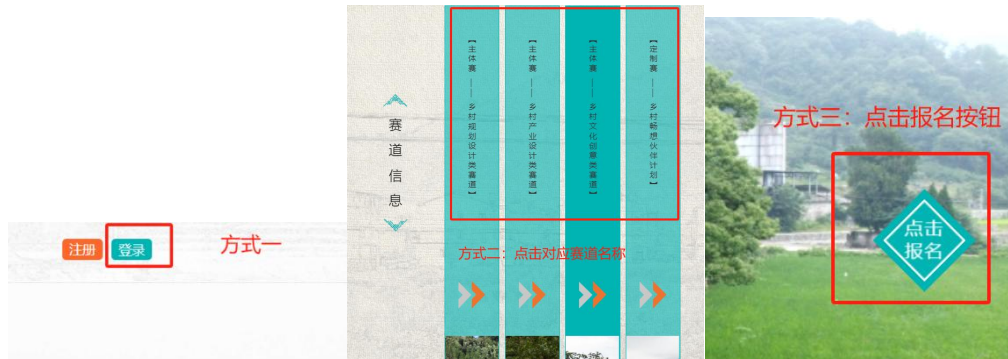 注册
登录
方式一
赛道信息
【主体赛 —— 乡村规划设计类赛道】
【主体赛 —— 乡村产业设计类赛道】
【主体赛 —— 乡村文化创意类赛道】
【定制赛 —— 乡村畅想伙伴计划】
方式二：点击对应赛道名称
方式三：点击报名按钮
点击
报名